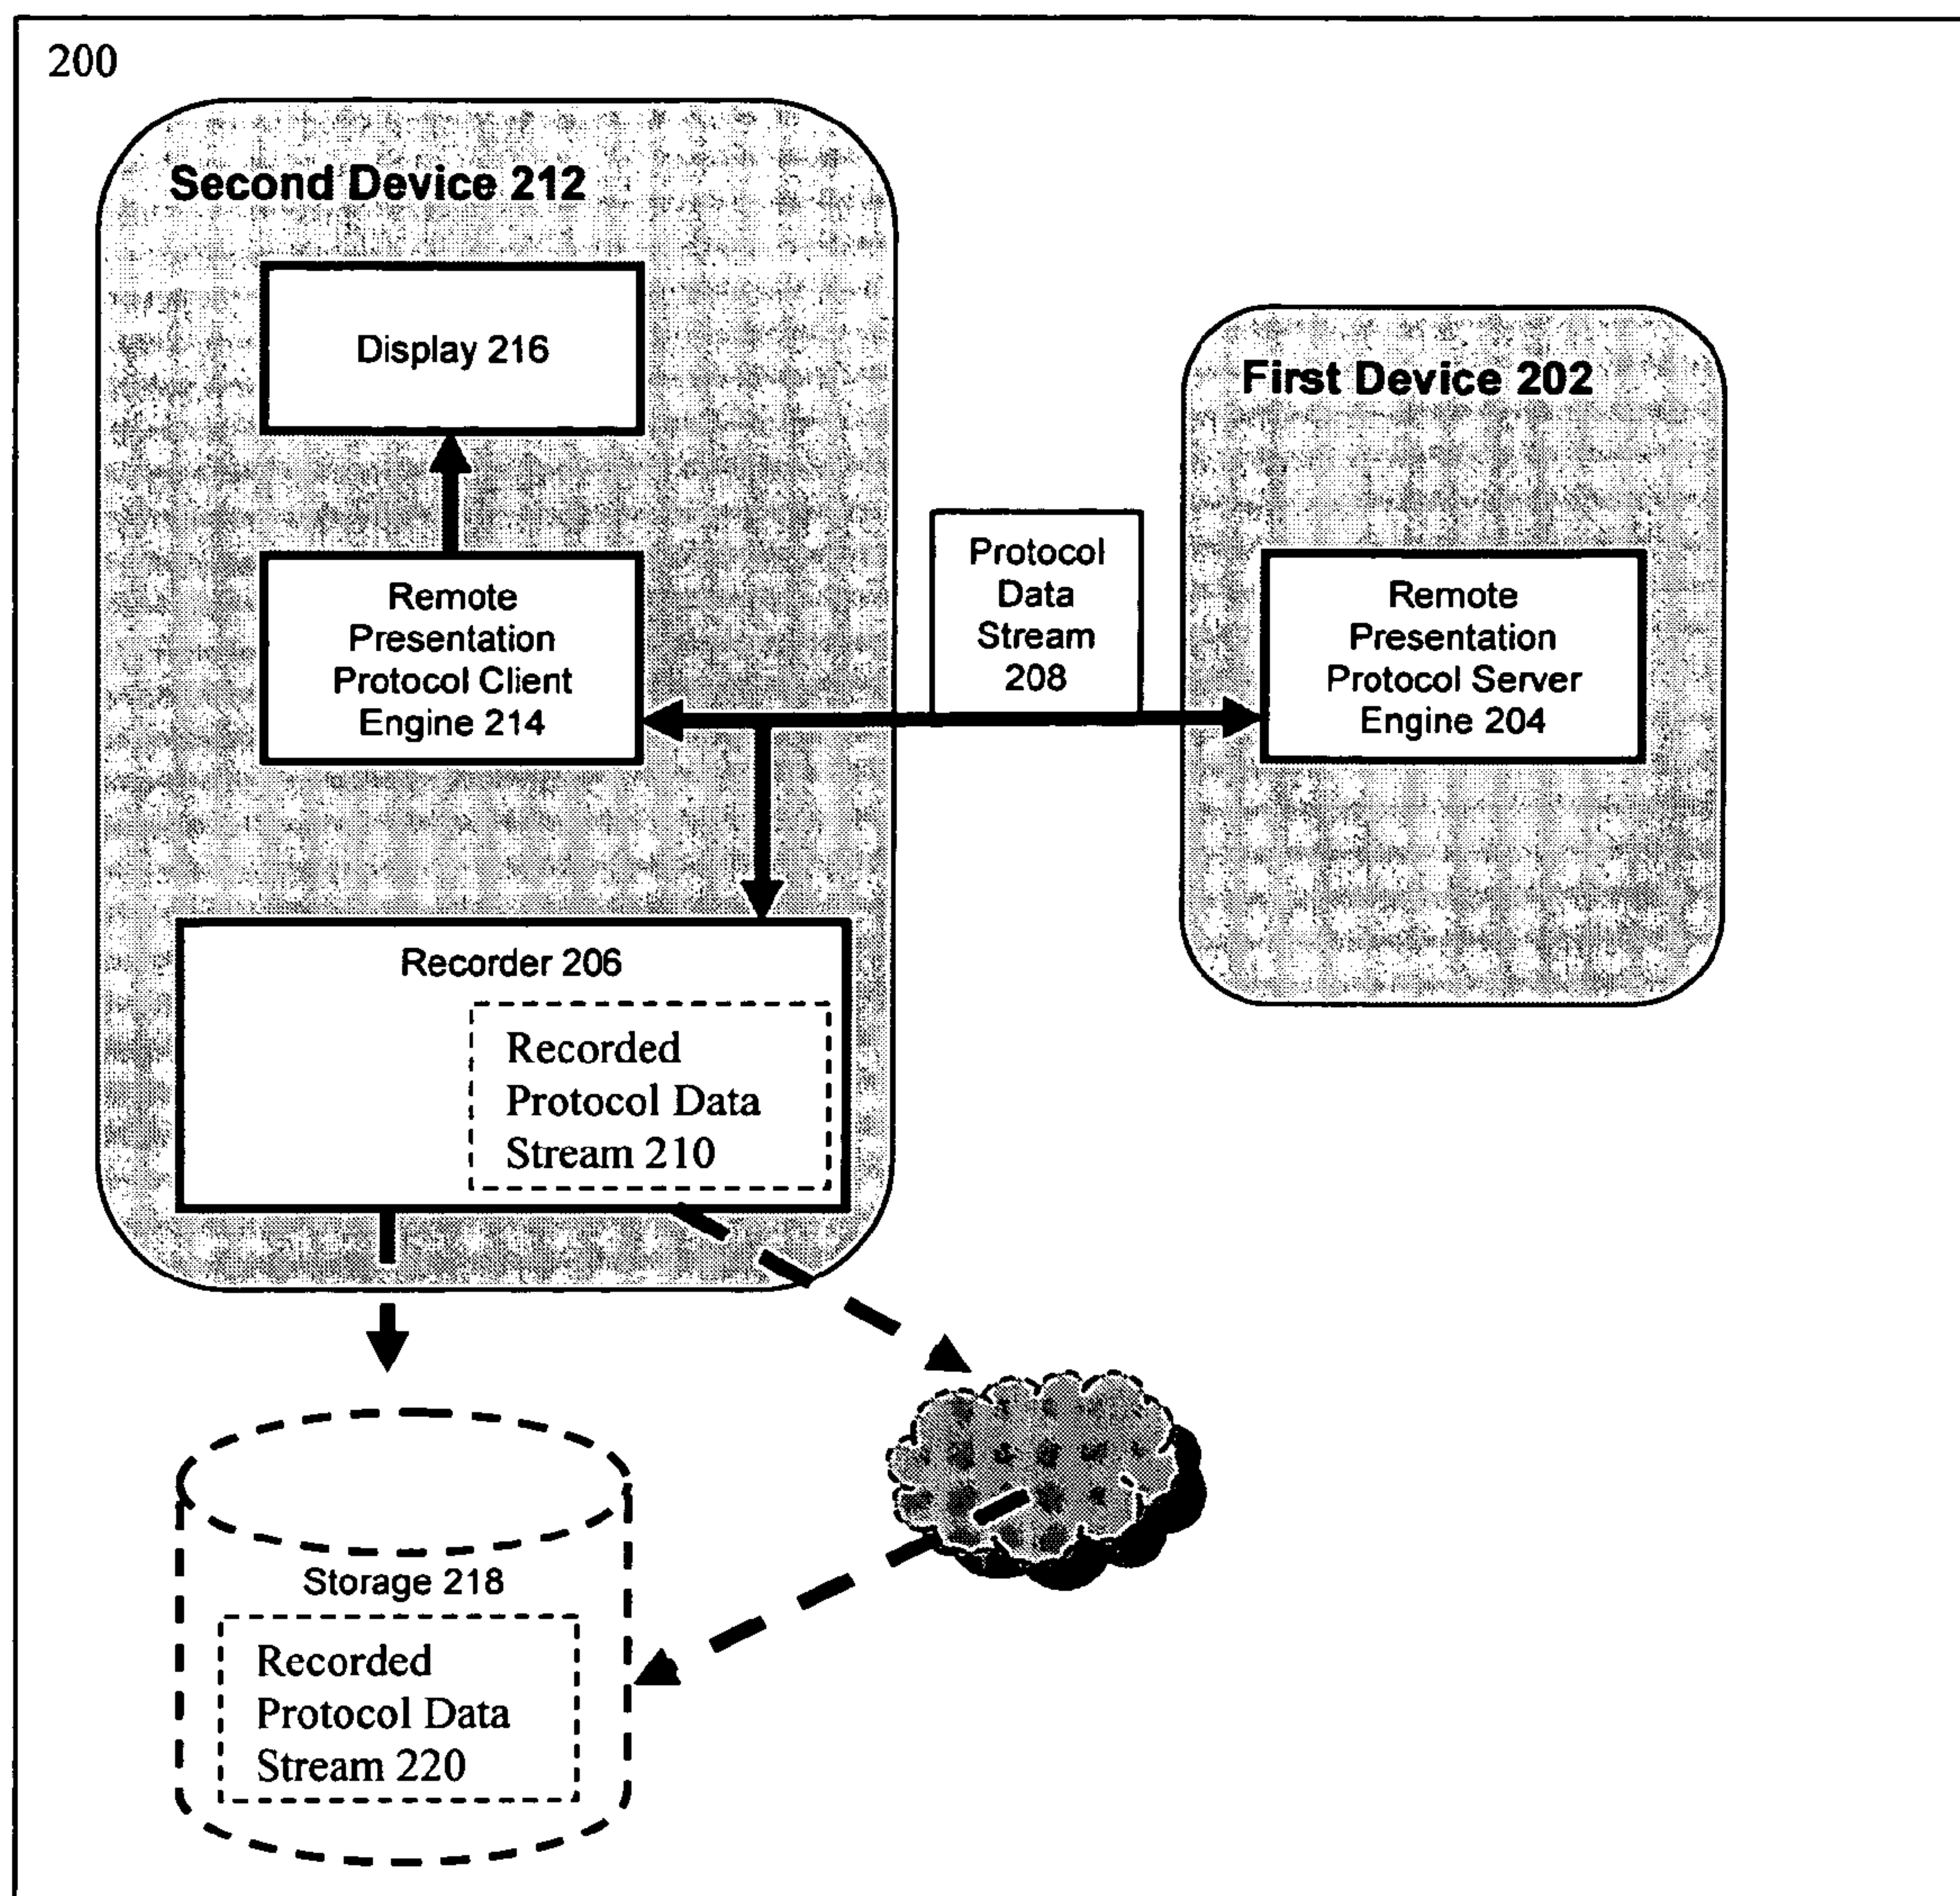 200
Second Device 212
Display 216
Remote
Presentation
Protocol Client
Engine 214
Protocol
Data
Stream
208
First Device 202
Remote
Presentation
Protocol Server
Engine 204
Recorder 206
Recorded
Protocol Data
Stream 210
Storage 218
Recorded
Protocol Data
Stream 220